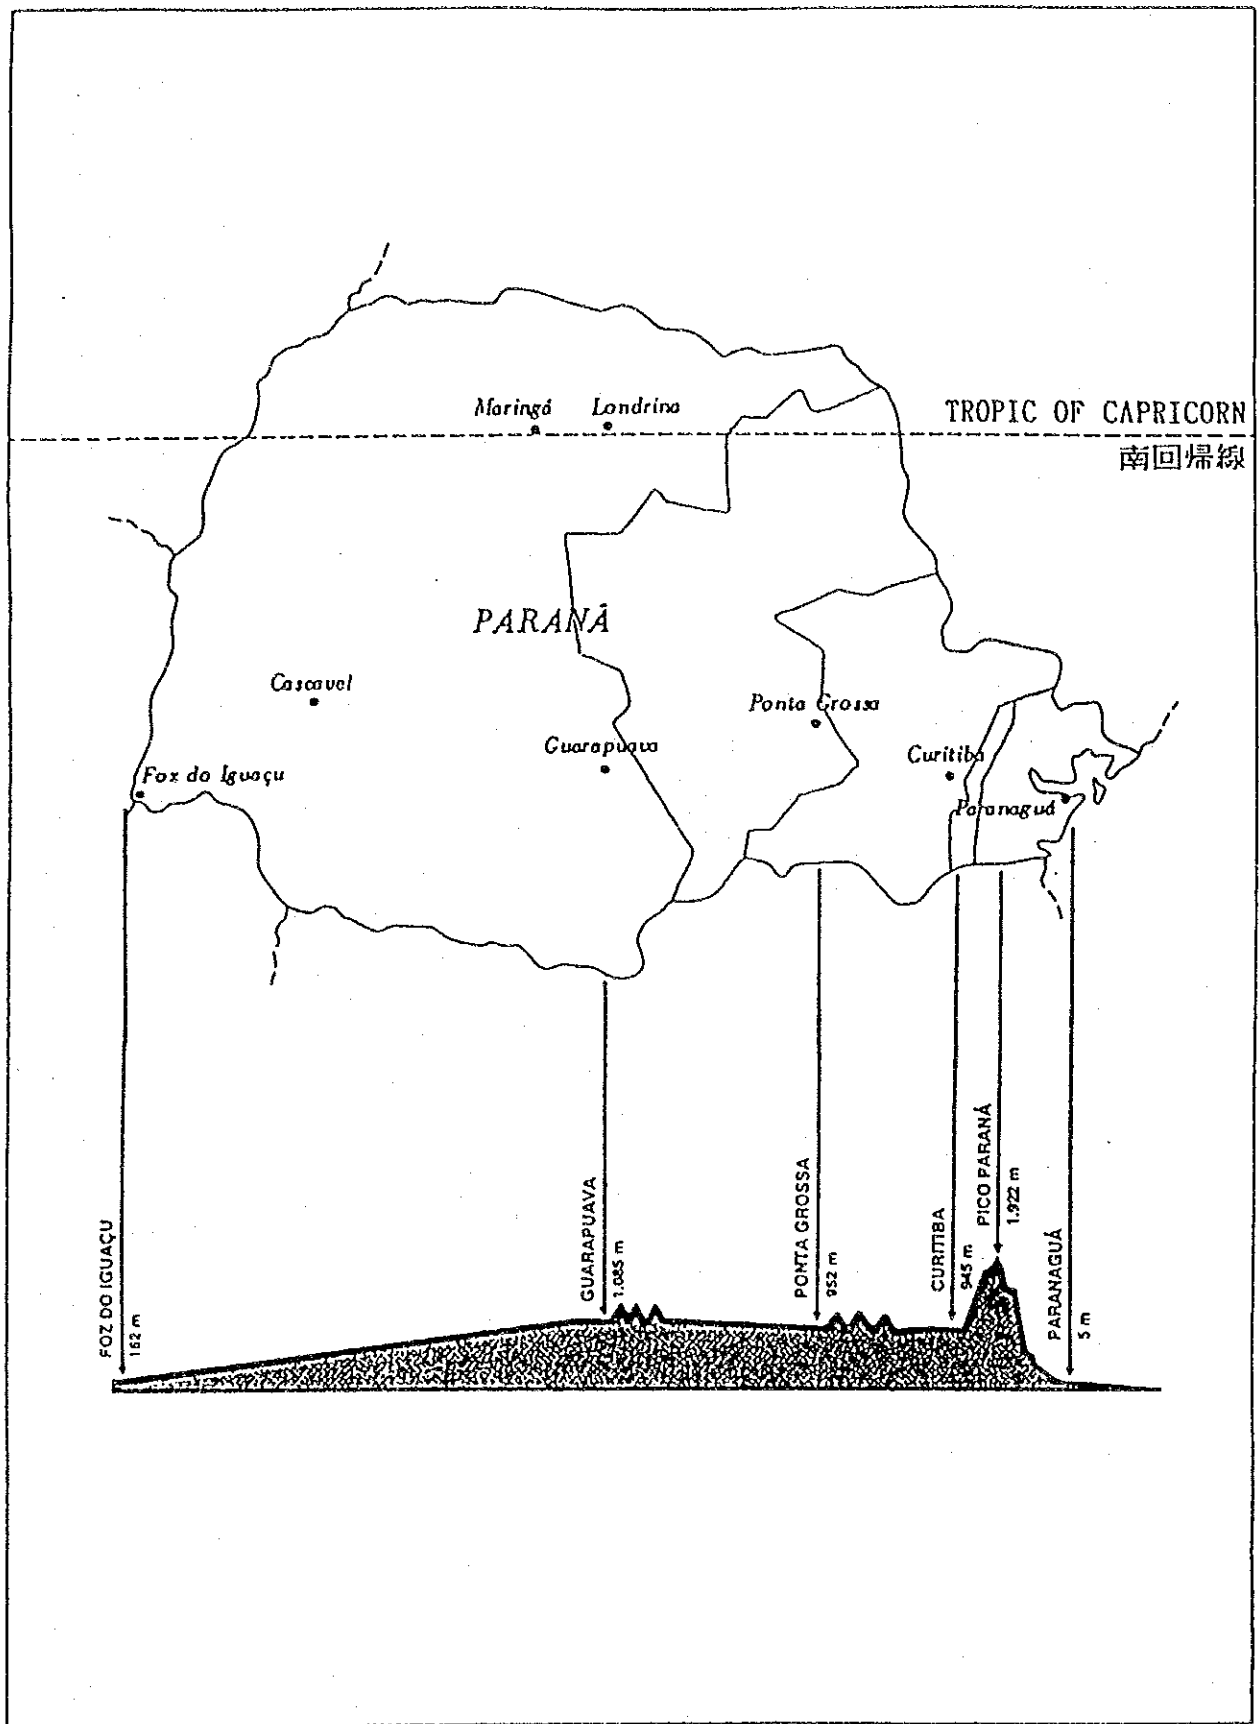 Maringá Londrina
TROPIC OF CAPRICORN
南回帰線
PARANÁ
Cascavel
Ponta Grossa
Guarapuava
Curitiba
Foz do Iguaçu
Paranaguá
FOZ DO IGUAÇU
162 m
GUARAPUAVA
1.085 m
PONTA GROSSA
952 m
CURITIBA
945 m
PICO PARANÁ
1.922 m
PARANAGUÁ
5 m